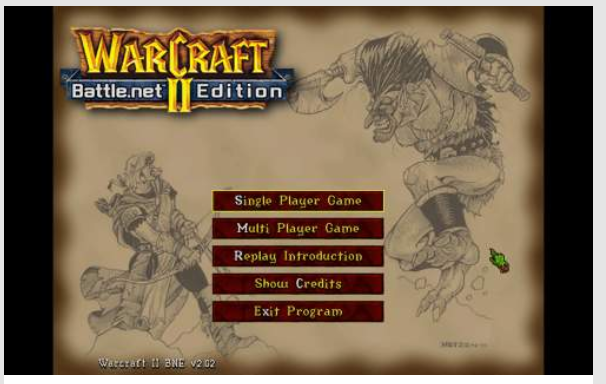 WARCRAFT
II
Battle.net Edition
Single Player Game
Multi Player Game
Replay Introduction
Show Credits
Exit Program
Warcraft II BNE v2.02